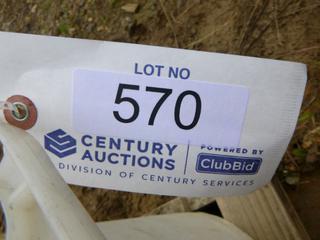 LOT NO
570
CENTURY AUCTIONS
POWERED BY
ClubBid
DIVISION OF CENTURY SERVICES